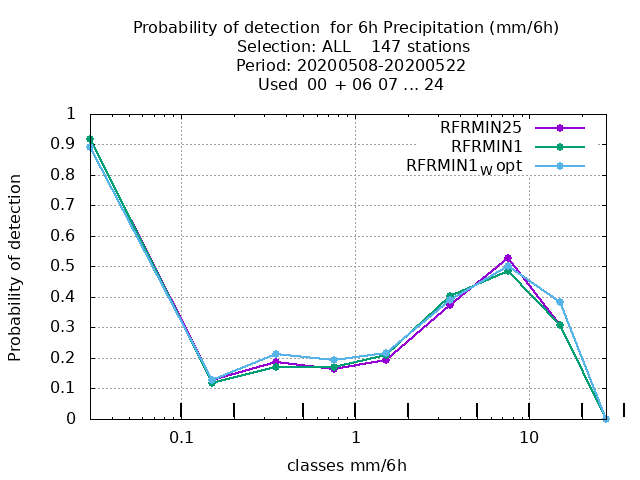 Probability of detection  for 6h Precipitation (mm/6h)
Selection: ALL    147 stations
Period: 20200508-20200522
Used  00 + 06 07 ... 24
RFRMIN25
RFRMIN1
RFRMIN1W opt
1
0.9
0.8
0.7
0.6
0.5
0.4
0.3
0.2
0.1
0
Probability of detection
0.1
1
10
classes mm/6h